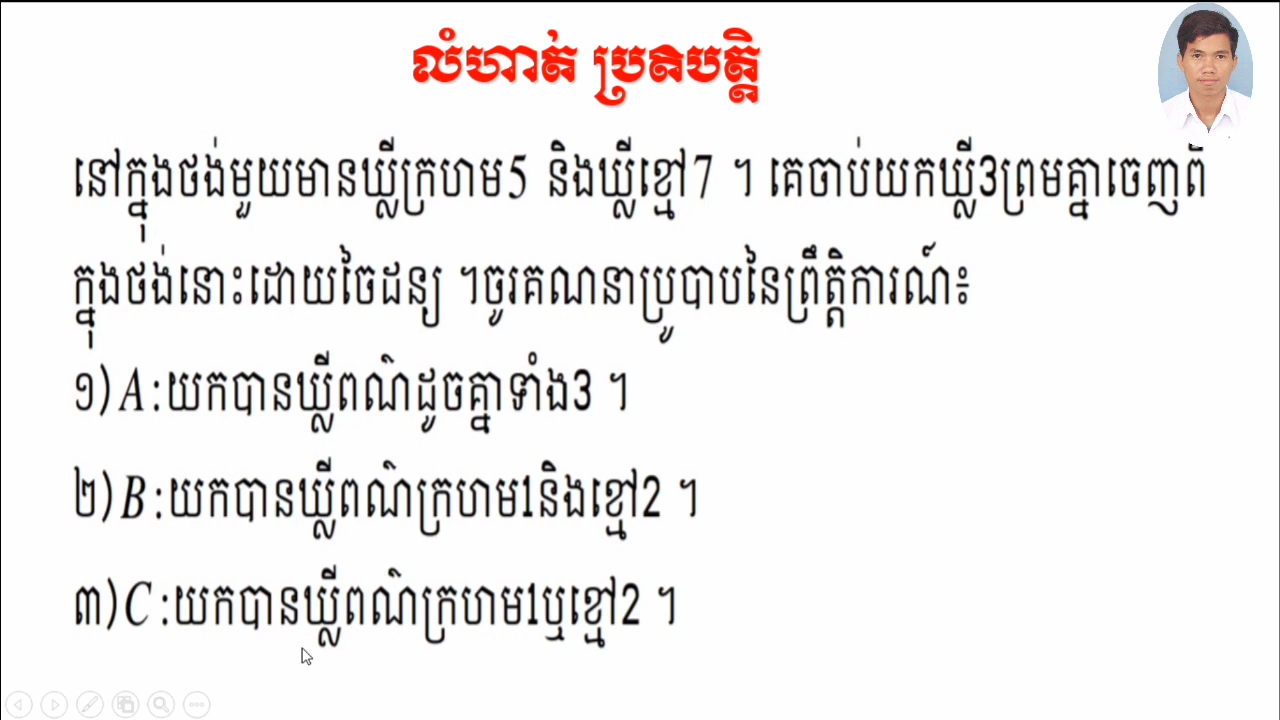 លំហាត់ ប្រតិបត្តិ
នៅក្នុងថង់មួយមានឃ្លីក្រហម5 និងឃ្លីខ្មៅ7 ។ គេចាប់យកឃ្លី3ព្រមគ្នាចេញពី
ក្នុងថង់នោះដោយចៃដន្យ ។ចូរគណនាប្រូបាបនៃព្រឹត្តិការណ៍៖
១) A:យកបានឃ្លីពណ៌ដូចគ្នាទាំង3 ។
២) B:យកបានឃ្លីពណ៌ក្រហម1និងខ្មៅ2 ។
៣) C:យកបានឃ្លីពណ៌ក្រហម1ឬខ្មៅ2 ។